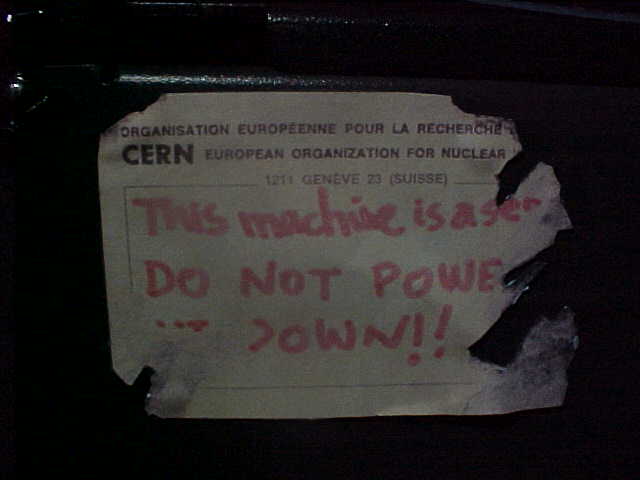 ORGANISATION EUROPÉENNE POUR LA RECHERCHE
CERN EUROPEAN ORGANIZATION FOR NUCLEAR
1211 GENÈVE 23 (SUISSE)
This machine is a ser
DO NOT POWE
DOWN!!